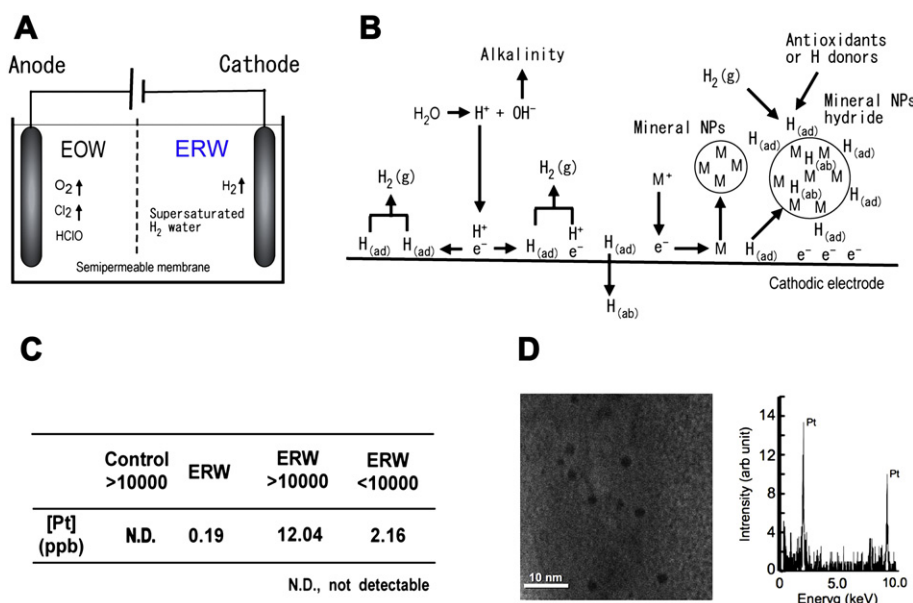 A
Anode
Cathode
EOW
ERW
O2↑
Cl2↑
HClO
H2↑
Supersaturated
H2 water
Semipermeable membrane
B
Alkalinity
H2O → H+ + OH−
H2(g)
H2(g)
H+
e−
H(ad)
H(ad)
H(ad)
H+
e−
H(ad)
H(ab)
M+
e−
M
Mineral NPs
M
M
M
M
Antioxidants
or H donors
H2(g)
Mineral NPs
hydride
H(ad)
H(ad)
H(ad)
H(ad)
H(ad)
M
M
H(ab)
M
M
M
H(ab)
M
M
H(ad)
e− e− e−
Cathodic electrode
C
Control
>10000
ERW
ERW
>10000
ERW
<10000
[Pt]
(ppb)
N.D.
0.19
12.04
2.16
N.D., not detectable
D
10 nm
Intrensity (arb unit)
14
12
8
4
0
Pt
Pt
0
5.0
10.0
Energy (keV)